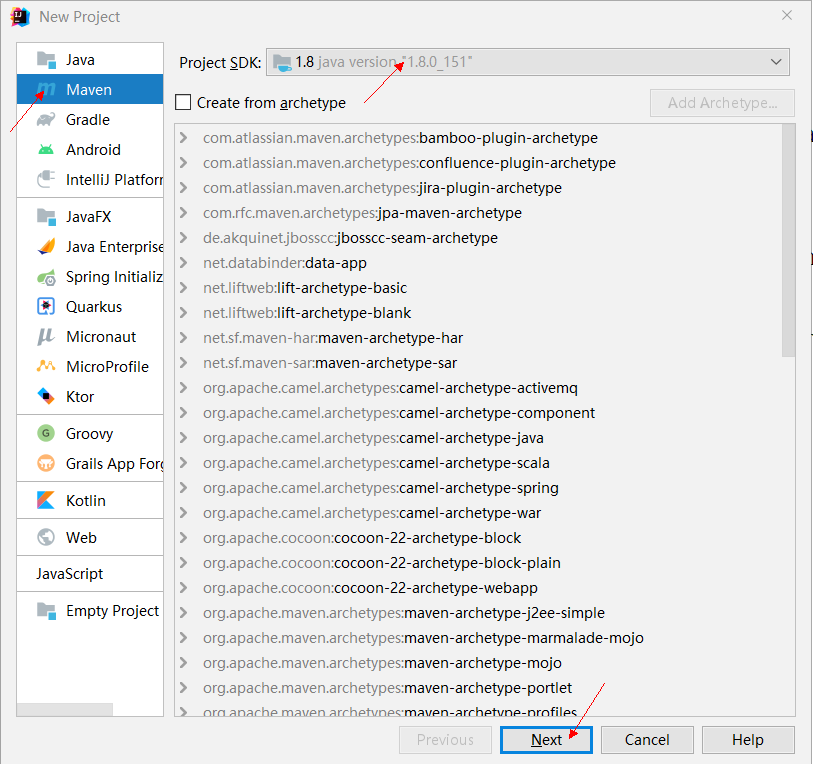 New Project
Java
Maven
Gradle
Android
IntelliJ Platforr
JavaFX
Java Enterprise
Spring Initializ
Quarkus
Micronaut
MicroProfile
Ktor
Groovy
Grails App Forg
Kotlin
Web
JavaScript
Empty Project
Project SDK: 1.8 java version "1.8.0_151"
Create from archetype
Add Archetype...
com.atlassian.maven.archetypes:bamboo-plugin-archetype
com.atlassian.maven.archetypes:confluence-plugin-archetype
com.atlassian.maven.archetypes:jira-plugin-archetype
com.rfc.maven.archetypes:jpa-maven-archetype
de.akquinet.jbosscc:jbosscc-seam-archetype
net.databinder:data-app
net.liftweb:lift-archetype-basic
net.liftweb:lift-archetype-blank
net.sf.maven-har:maven-archetype-har
net.sf.maven-sar:maven-archetype-sar
org.apache.camel.archetypes:camel-archetype-activemq
org.apache.camel.archetypes:camel-archetype-component
org.apache.camel.archetypes:camel-archetype-java
org.apache.camel.archetypes:camel-archetype-scala
org.apache.camel.archetypes:camel-archetype-spring
org.apache.camel.archetypes:camel-archetype-war
org.apache.cocoon:cocoon-22-archetype-block
org.apache.cocoon:cocoon-22-archetype-block-plain
org.apache.cocoon:cocoon-22-archetype-webapp
org.apache.maven.archetypes:maven-archetype-j2ee-simple
org.apache.maven.archetypes:maven-archetype-marmalade-mojo
org.apache.maven.archetypes:maven-archetype-mojo
org.apache.maven.archetypes:maven-archetype-portlet
org.apache.maven.archetypes:maven-archetype-profiles
Previous
Next
Cancel
Help